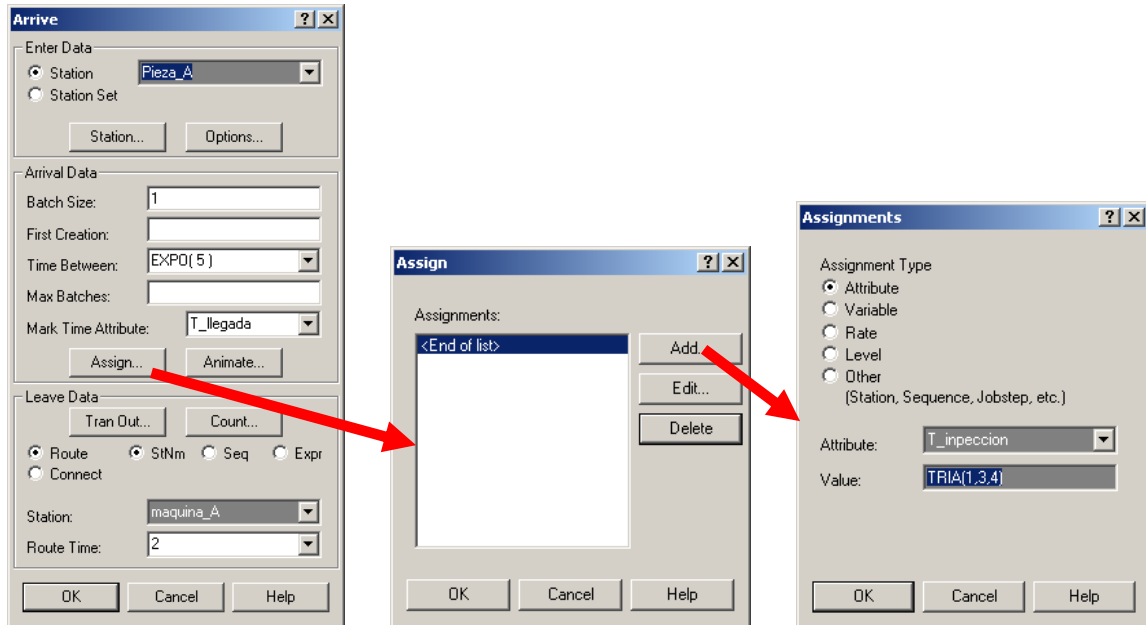 Arrive
Enter Data
Station Pieza_A
Station Set
Station... Options...
Arrival Data
Batch Size: 1
First Creation:
Time Between: EXPO( 5 )
Max Batches:
Mark Time Attribute: T_llegada
Assign... Animate...
Leave Data
Tran Out... Count...
Route StNm Seq Expr
Connect
Station: maquina_A
Route Time: 2
OK Cancel Help
Assign
Assignments:
<End of list>
Add...
Edit...
Delete
OK Cancel Help
Assignments
Assignment Type
Attribute
Variable
Rate
Level
Other
(Station, Sequence, Jobstep, etc.)
Attribute: T_inpeccion
Value: TRIA(1,3,4)
OK Cancel Help